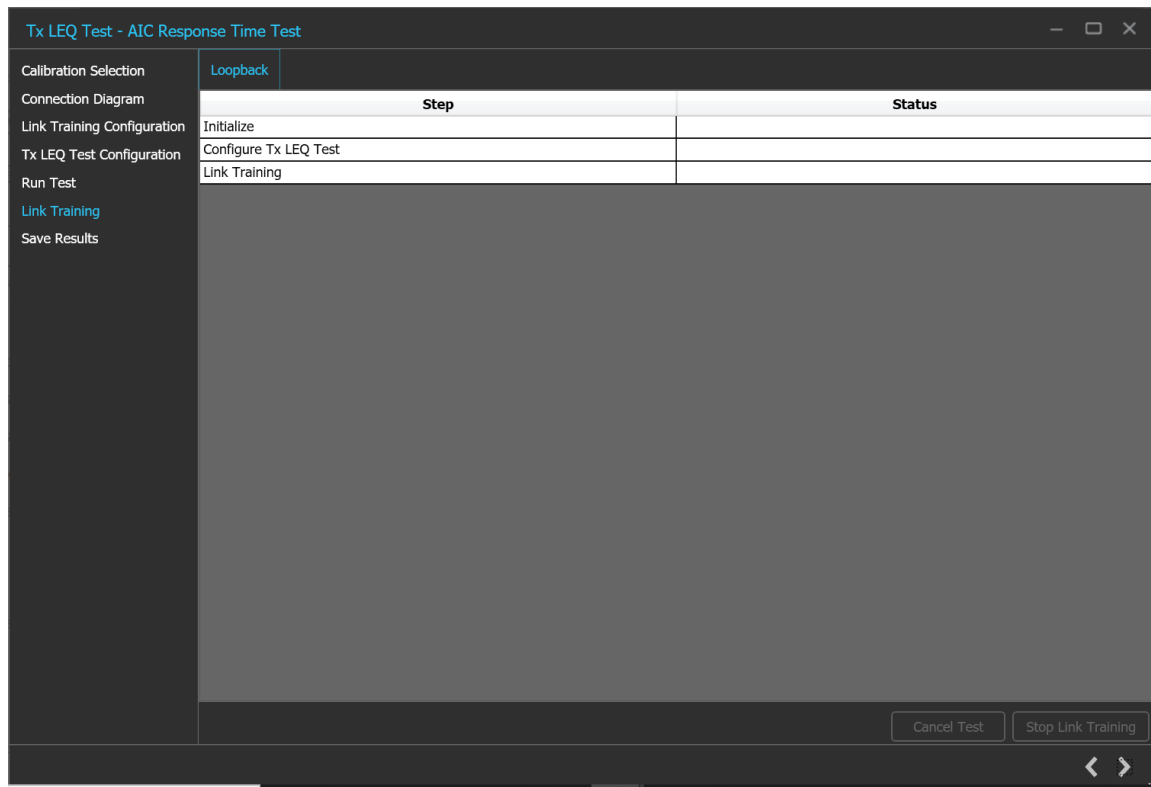 Tx LEQ Test - AIC Response Time Test
Calibration Selection
Connection Diagram
Link Training Configuration
Tx LEQ Test Configuration
Run Test
Link Training
Save Results
Loopback
Step Status
Initialize
Configure Tx LEQ Test
Link Training
Cancel Test Stop Link Training